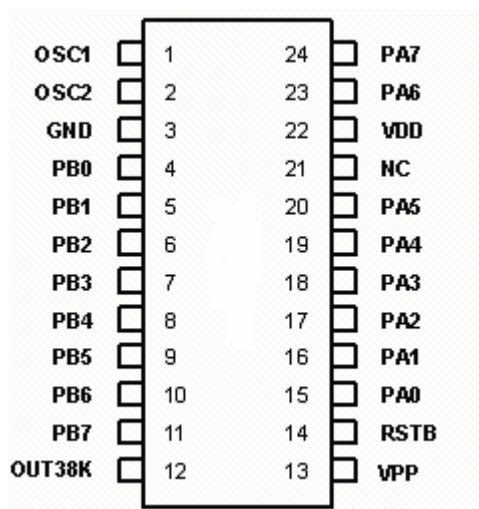 OSC1 1 24 PA7
OSC2 2 23 PA6
GND 3 22 VDD
PB0 4 21 NC
PB1 5 20 PA5
PB2 6 19 PA4
PB3 7 18 PA3
PB4 8 17 PA2
PB5 9 16 PA1
PB6 10 15 PA0
PB7 11 14 RSTB
OUT38K 12 13 VPP